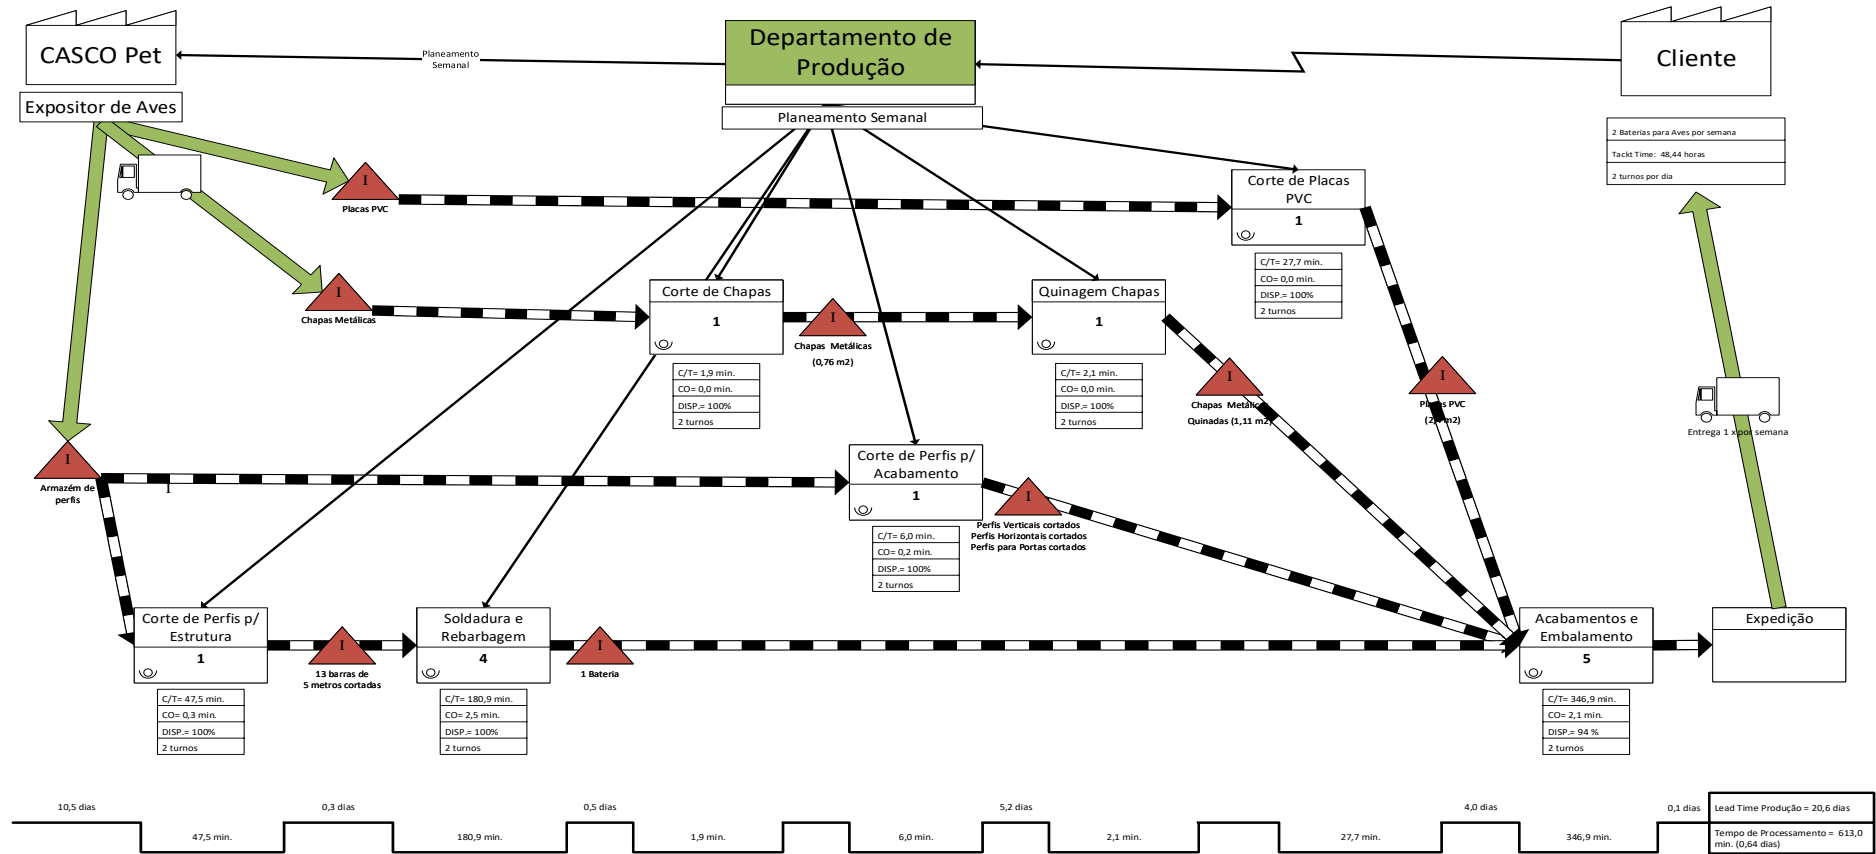 CASCO Pet
Expositor de Aves
Planeamento
Semanal
Departamento de
Produção
Planeamento Semanal
Cliente
2 Baterias para Aves por semana
Tackt Time: 48,44 horas
2 turnos por dia
I
Placas PVC
Corte de Placas
PVC
1
C/T= 27,7 min.
CO= 0,0 min.
DISP.= 100%
2 turnos
I
Chapas Metálicas
Corte de Chapas
1
C/T= 1,9 min.
CO= 0,0 min.
DISP.= 100%
2 turnos
I
Chapas Metálicas
(0,76 m2)
Quinagem Chapas
1
C/T= 2,1 min.
CO= 0,0 min.
DISP.= 100%
2 turnos
I
Chapas Metálicas
Quinadas (1,11 m2)
I
Placas PVC
m2)
Entrega 1 x por semana
I
Armazém de
perfis
I
Corte de Perfis p/
Acabamento
1
C/T= 6,0 min.
CO= 0,2 min.
DISP.= 100%
2 turnos
I
Perfis Verticais cortados
Perfis Horizontais cortados
Perfis para Portas cortados
Corte de Perfis p/
Estrutura
1
C/T= 47,5 min.
CO= 0,3 min.
DISP.= 100%
2 turnos
I
13 barras de
5 metros cortadas
Soldadura e
Rebarbagem
4
C/T= 180,9 min.
CO= 2,5 min.
DISP.= 100%
2 turnos
I
1 Bateria
Acabamentos e
Embalamento
5
C/T= 346,9 min.
CO= 2,1 min.
DISP.= 94 %
2 turnos
Expedição
10,5 dias
0,3 dias
0,5 dias
5,2 dias
4,0 dias
0,1 dias
47,5 min.
180,9 min.
1,9 min.
6,0 min.
2,1 min.
27,7 min.
346,9 min.
Lead Time Produção = 20,6 dias
Tempo de Processamento = 613,0
min. (0,64 dias)